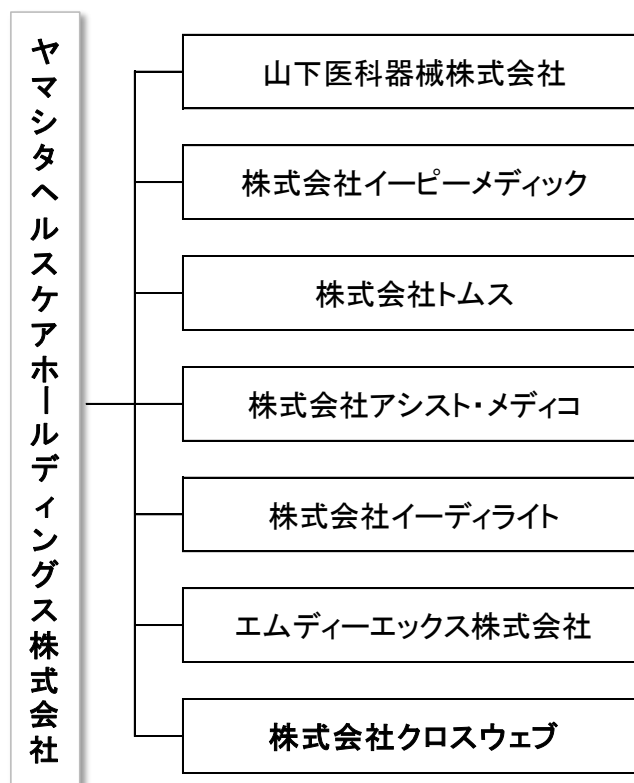 ヤマシタヘルスケアホールディングス株式会社
山下医科器械株式会社
株式会社イーピーメディック
株式会社トムス
株式会社アシスト・メディコ
株式会社イーディライト
エムディーエックス株式会社
株式会社クロスウェブ